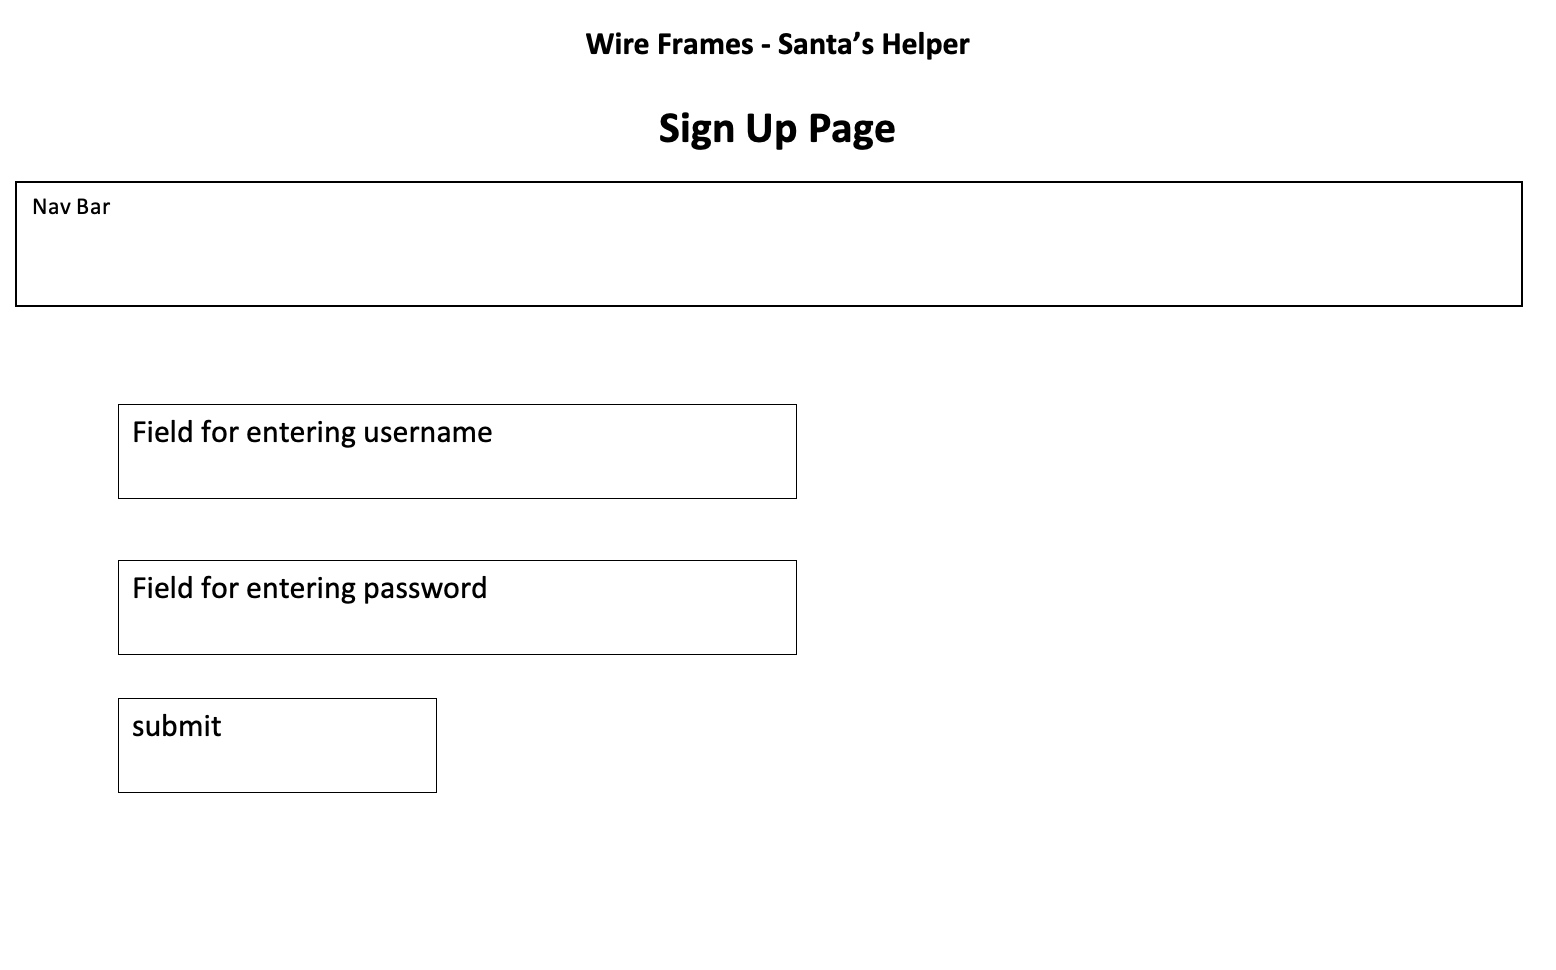 Wire Frames - Santa’s Helper
Sign Up Page
Nav Bar
Field for entering username
Field for entering password
submit